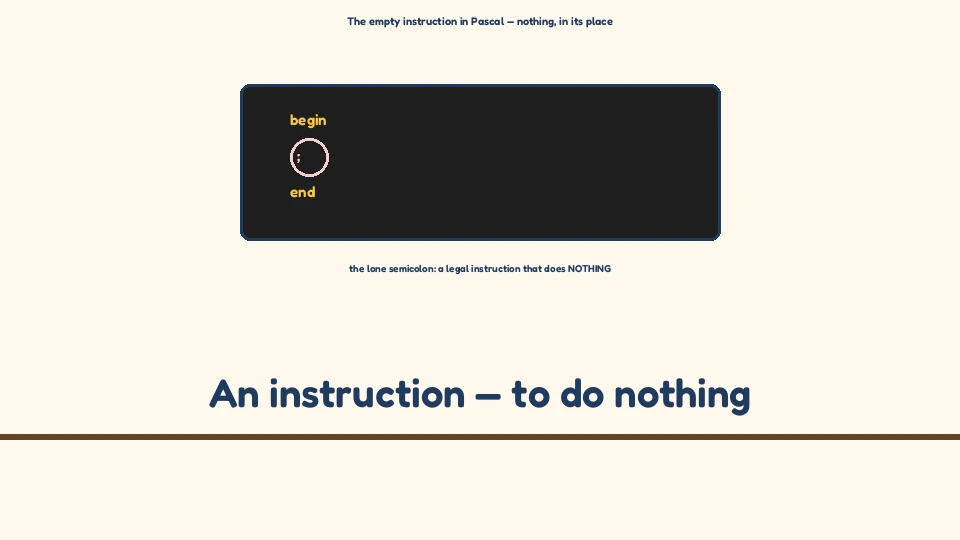 The empty instruction in Pascal — nothing, in its place
begin
;
end
the lone semicolon: a legal instruction that does NOTHING
An instruction — to do nothing